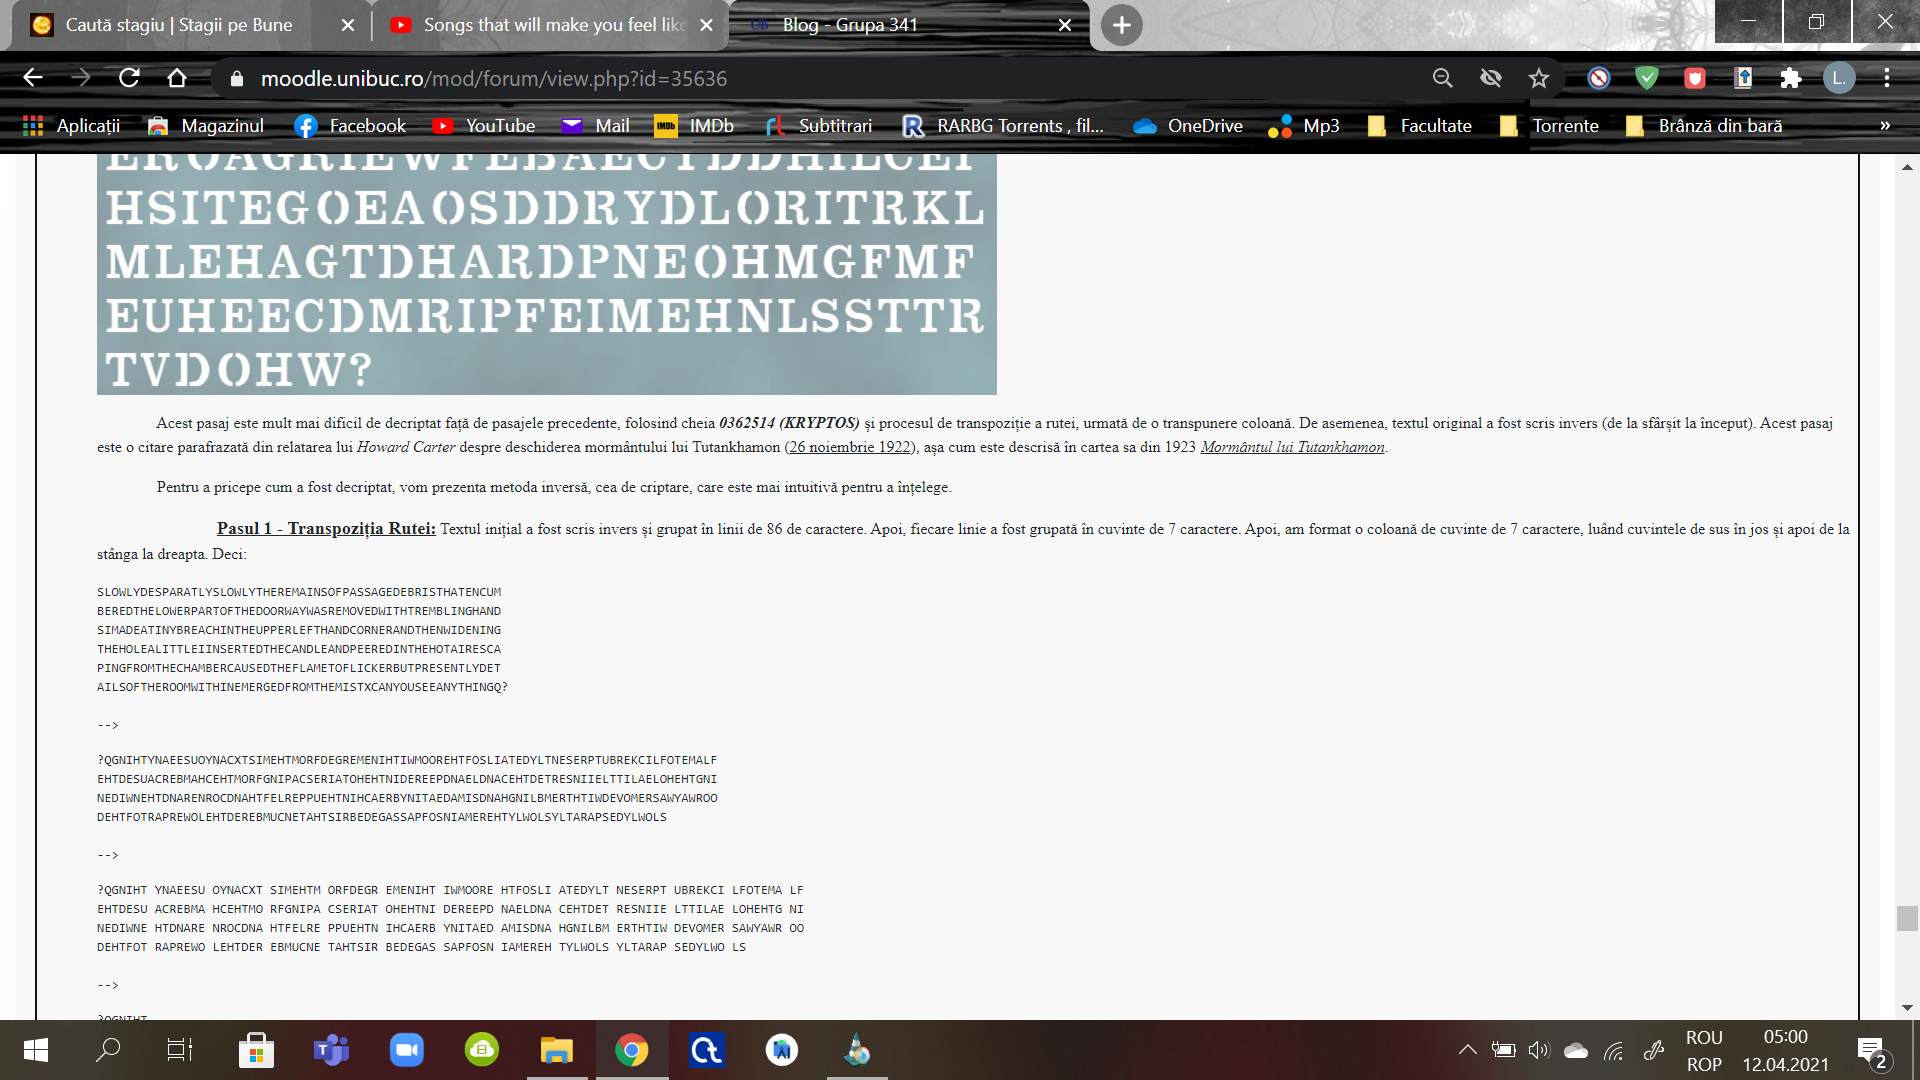 Caută stagiu | Stagii pe Bune
Songs that will make you feel like
Blog - Grupa 341
moodle.unibuc.ro/mod/forum/view.php?id=35636
L.
Aplicații
Magazinul
Facebook
YouTube
Mail
IMDb
Subtitrari
RARBG Torrents , fil...
OneDrive
Mp3
Facultate
Torrente
Brânză din bară
»
EROAGRIEWFEBAECTDDHILCEI
HSITEGOEAOSDDRYDLORITRKL
MLEHAGTDHARDPNEOHMGFMF
EUHEECDMRIPFEIMEHNLSSTTR
TVDOHW?
Acest pasaj este mult mai dificil de decriptat față de pasajele precedente, folosind cheia 0362514 (KRYPTOS) și procesul de transpoziție a rutei, urmată de o transpunere coloană. De asemenea, textul original a fost scris invers (de la sfârșit la început). Acest pasaj
este o citare parafrazată din relatarea lui Howard Carter despre deschiderea mormântului lui Tutankhamon (26 noiembrie 1922), așa cum este descrisă în cartea sa din 1923 Mormântul lui Tutankhamon.
Pentru a pricepe cum a fost decriptat, vom prezenta metoda inversă, cea de criptare, care este mai intuitivă pentru a înțelege.
Pasul 1 - Transpoziția Rutei: Textul inițial a fost scris invers și grupat în linii de 86 de caractere. Apoi, fiecare linie a fost grupată în cuvinte de 7 caractere. Apoi, am format o coloană de cuvinte de 7 caractere, luând cuvintele de sus în jos și apoi de la
stânga la dreapta. Deci:
SLOWLYDESPARATLYSLOWLYTHEREMAINSOFPASSAGEDEBRISTHATENCUM
BEREDTHELOWERPARTOFTHEDOORWAYWASREMOVEDWITHTREMBLINGHAND
SIMADEATINYBREACHINTHEUPPERLEFTHANDCORNERANDTHENWIDENING
THEHOLEALITTLEIINSERTEDTHECANDLEANDPEEREDINTHEHOTAIRESCA
PINGFROMTHECHAMBERCAUSEDTHEFLAMETOFLICKERBUTPRESENTLYDET
AILSOFTHEROOMWITHINEMERGEDFROMTHEMISTXCANYOUSEEANYTHINGQ?
-->
?QGNIHTYNAEESUOYNACXTSIMEHTMORFDEGREMENIHTIWMOOREHTFOSLIATEDYLTNESERPTUBREKCILFOTEMALF
EHTDESUACREBMAHCEHTMORFGNIPACSERIATOHEHTNIDEREEPDNAELDNACEHTDETRESNIIELTTILAELOHEHTGNI
NEDIWNEHTDNARENROCDNAHTFELREPPUEHTNIHCAERBYNITAEDAMISDNAHGNILBMERTHTIWDEVOMERSAWYAWROO
DEHTFOTRAPREWOLEHTDEREBMUCNETAHTSIRBEDEGASSAPFOSNIAMEREHTYLWOLSYLTARAPSEDYLWOLS
-->
?QGNIHT YNAEESU OYNACXT SIMEHTM ORFDEGR EMENIHT IWMOORE HTFOSLI ATEDYLT NESERPT UBREKCI LFOTEMA LF
EHTDESU ACREBMA HCEHTMO RFGNIPA CSERIAT OHEHTNI DEREEPD NAELDNA CEHTDET RESNIIE LTTILAE LOHEHTG NI
NEDIWNE HTDNARE NROCDNA HTFELRE PPUEHTN IHCAERB YNITAED AMISDNA HGNILBM ERTHTIW DEVOMER SAWYAWR OO
DEHTFOT RAPREWO LEHTDER EBMUCNE TAHTSIR BEDEGAS SAPFOSN IAMEREH TYLWOLS YLTARAP SEDYLWO LS
-->
?QGNIHT
ROU
ROP
05:00
12.04.2021
2